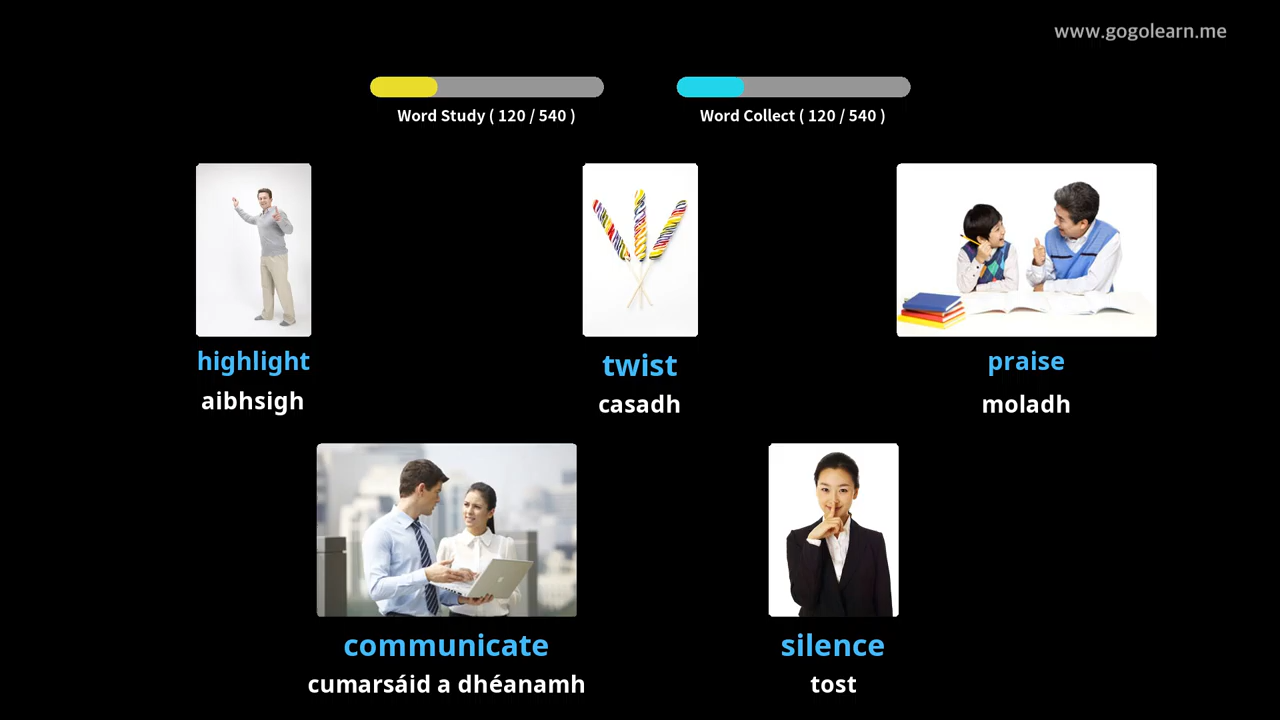 www.gogolearn.me
Word Study ( 120 / 540 )
Word Collect ( 120 / 540 )
highlight
aibhsigh
twist
casadh
praise
moladh
communicate
cumarsáid a dhéanamh
silence
tost